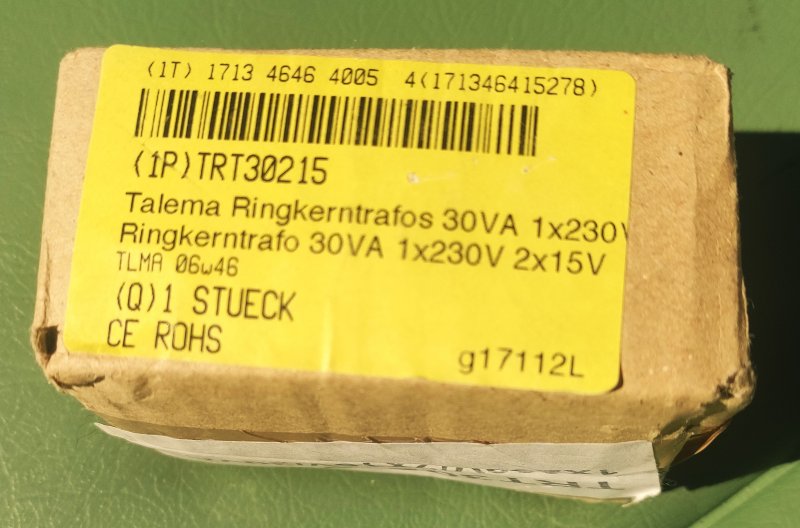 (1T) 1713 4646 4005 4(171346415278)
(1P)TRT30215
Talema Ringkerntrafos 30VA 1x230V
Ringkerntrafo 30VA 1x230V 2x15V
TLMA 06w46
(Q)1 STUECK
CE ROHS
g17112L